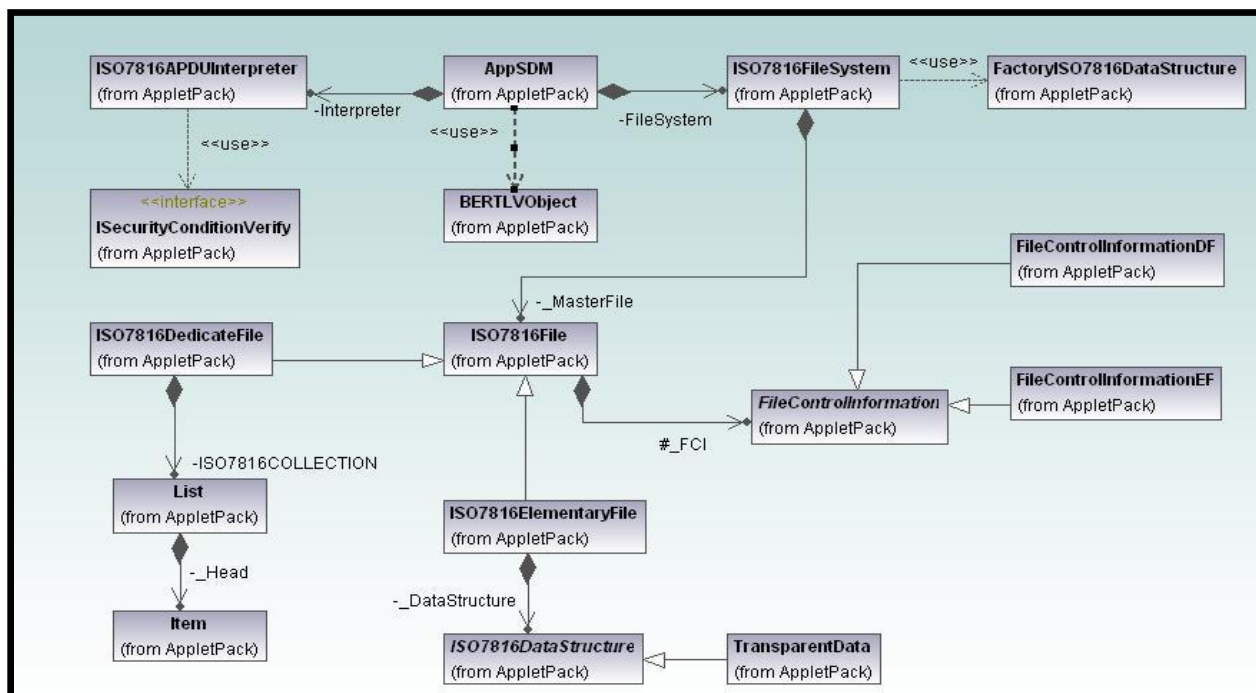 ISO7816APDUInterpreter
(from AppletPack)
-Interpreter
AppSDM
(from AppletPack)
-FileSystem
ISO7816FileSystem
(from AppletPack)
<<use>>
FactoryISO7816DataStructure
(from AppletPack)
<<use>>
<<use>>
<<interface>>
ISecurityConditionVerify
(from AppletPack)
BERTLVObject
(from AppletPack)
FileControlInformationDF
(from AppletPack)
-_MasterFile
ISO7816DedicateFile
(from AppletPack)
ISO7816File
(from AppletPack)
FileControlInformationEF
(from AppletPack)
FileControlInformation
(from AppletPack)
#_FCI
-ISO7816COLLECTION
List
(from AppletPack)
ISO7816ElementaryFile
(from AppletPack)
-_Head
-_DataStructure
Item
(from AppletPack)
ISO7816DataStructure
(from AppletPack)
TransparentData
(from AppletPack)